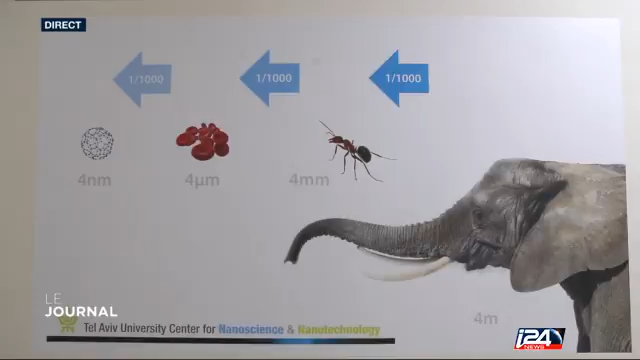 DIRECT
1/1000
1/1000
1/1000
4nm
4µm
4mm
4m
LE
JOURNAL
Tel Aviv University Center for Nanoscience & Nanotechnology
i24
NEWS